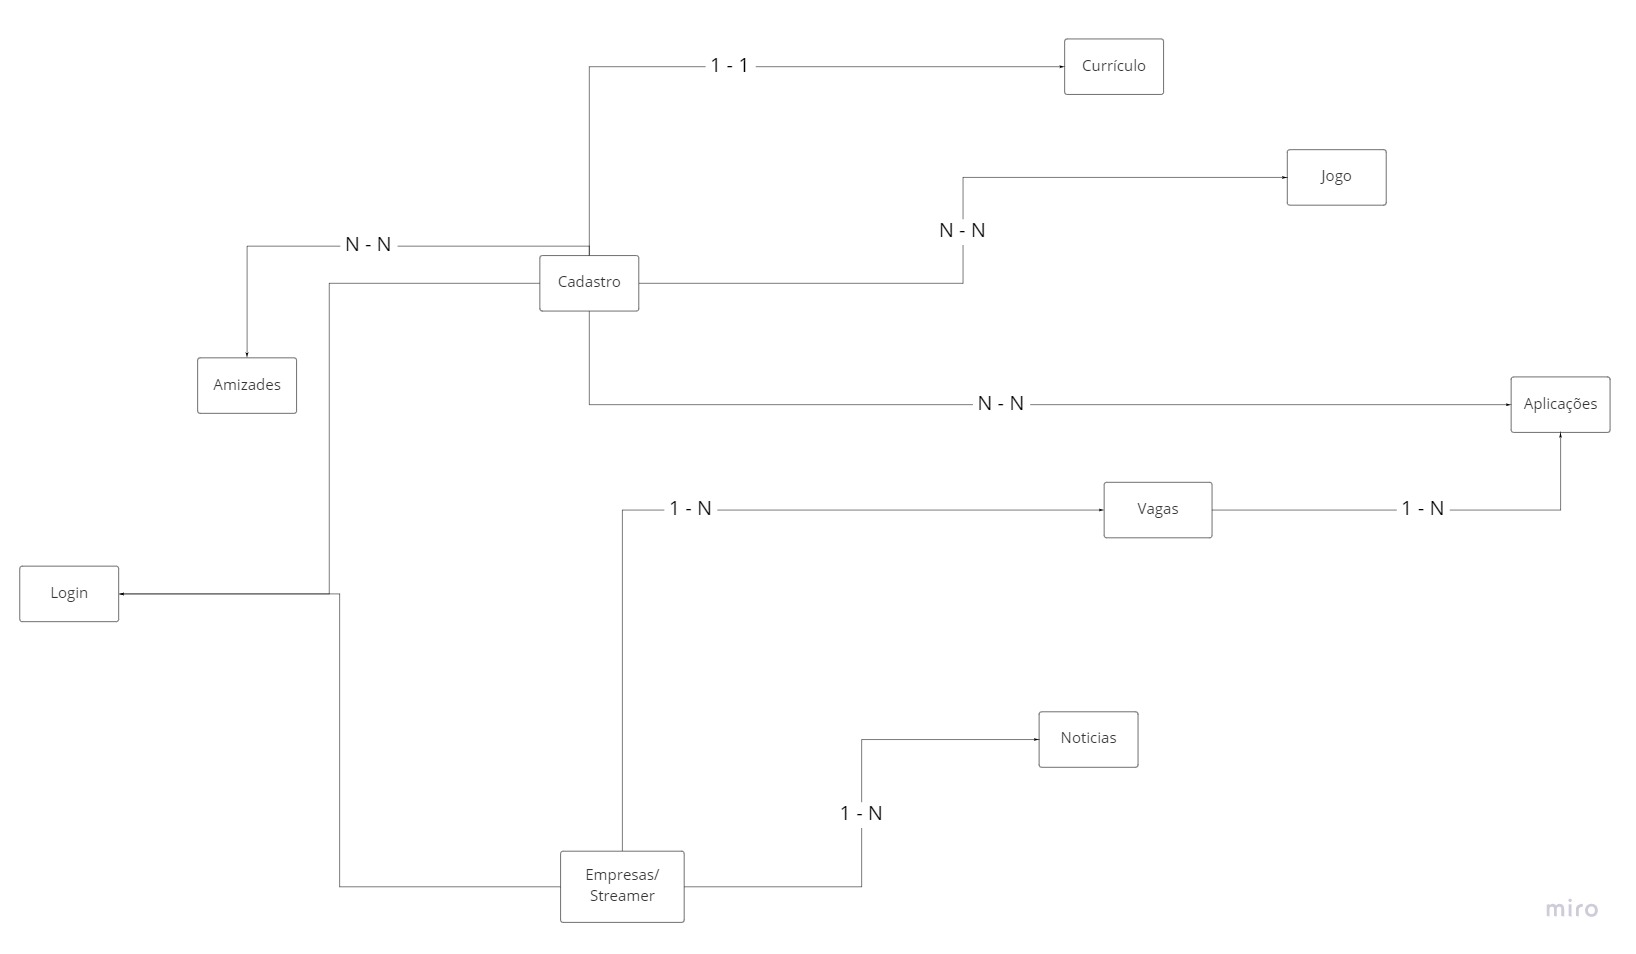 1 - 1
Currículo
Jogo
N - N
N - N
Cadastro
Amizades
N - N
Aplicações
1 - N
Vagas
1 - N
Login
Noticias
1 - N
Empresas/
Streamer
miro